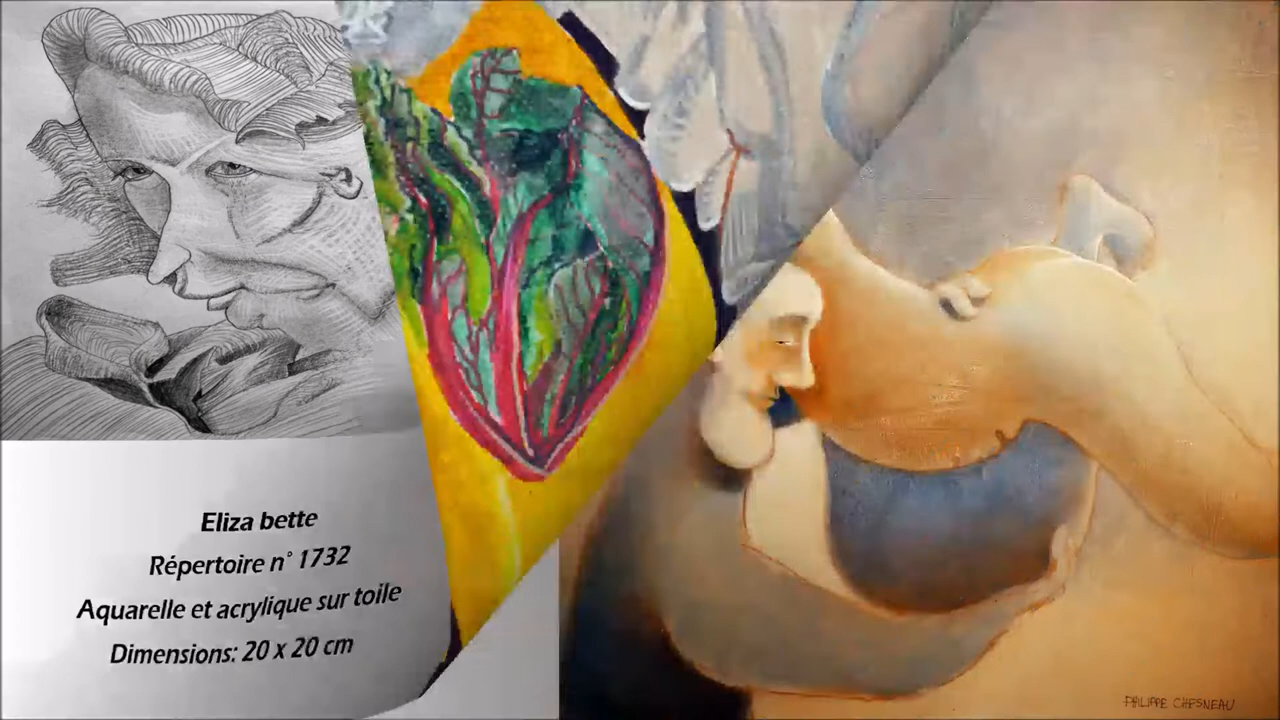 Eliza bette
Répertoire n° 1732
Aquarelle et acrylique sur toile
Dimensions: 20 x 20 cm
PHILIPPE CHESNEAU